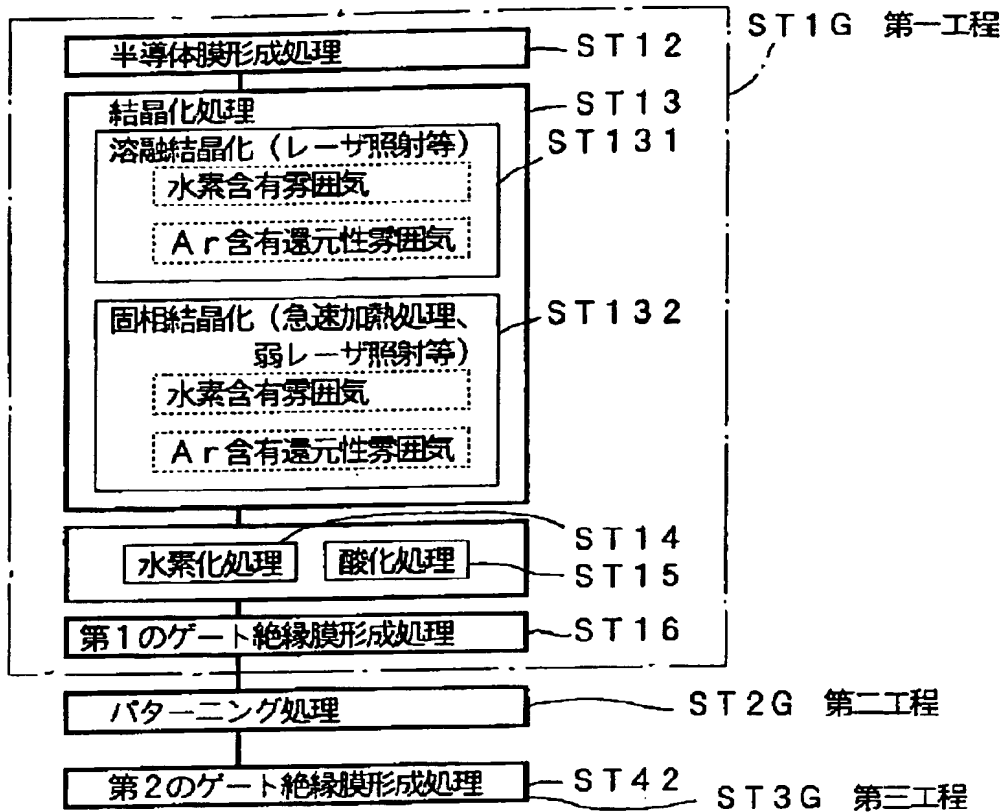 ST1G 第一工程
半導体膜形成処理 ST12
結晶化処理 ST13
溶融結晶化(レーザ照射等) ST131
水素含有雰囲気
Ar含有還元性雰囲気
固相結晶化(急速加熱処理、 ST132
弱レーザ照射等)
水素含有雰囲気
Ar含有還元性雰囲気
ST14
水素化処理 酸化処理 ST15
第1のゲート絶縁膜形成処理 ST16
パターニング処理 ST2G 第二工程
第2のゲート絶縁膜形成処理 ST42
ST3G 第三工程